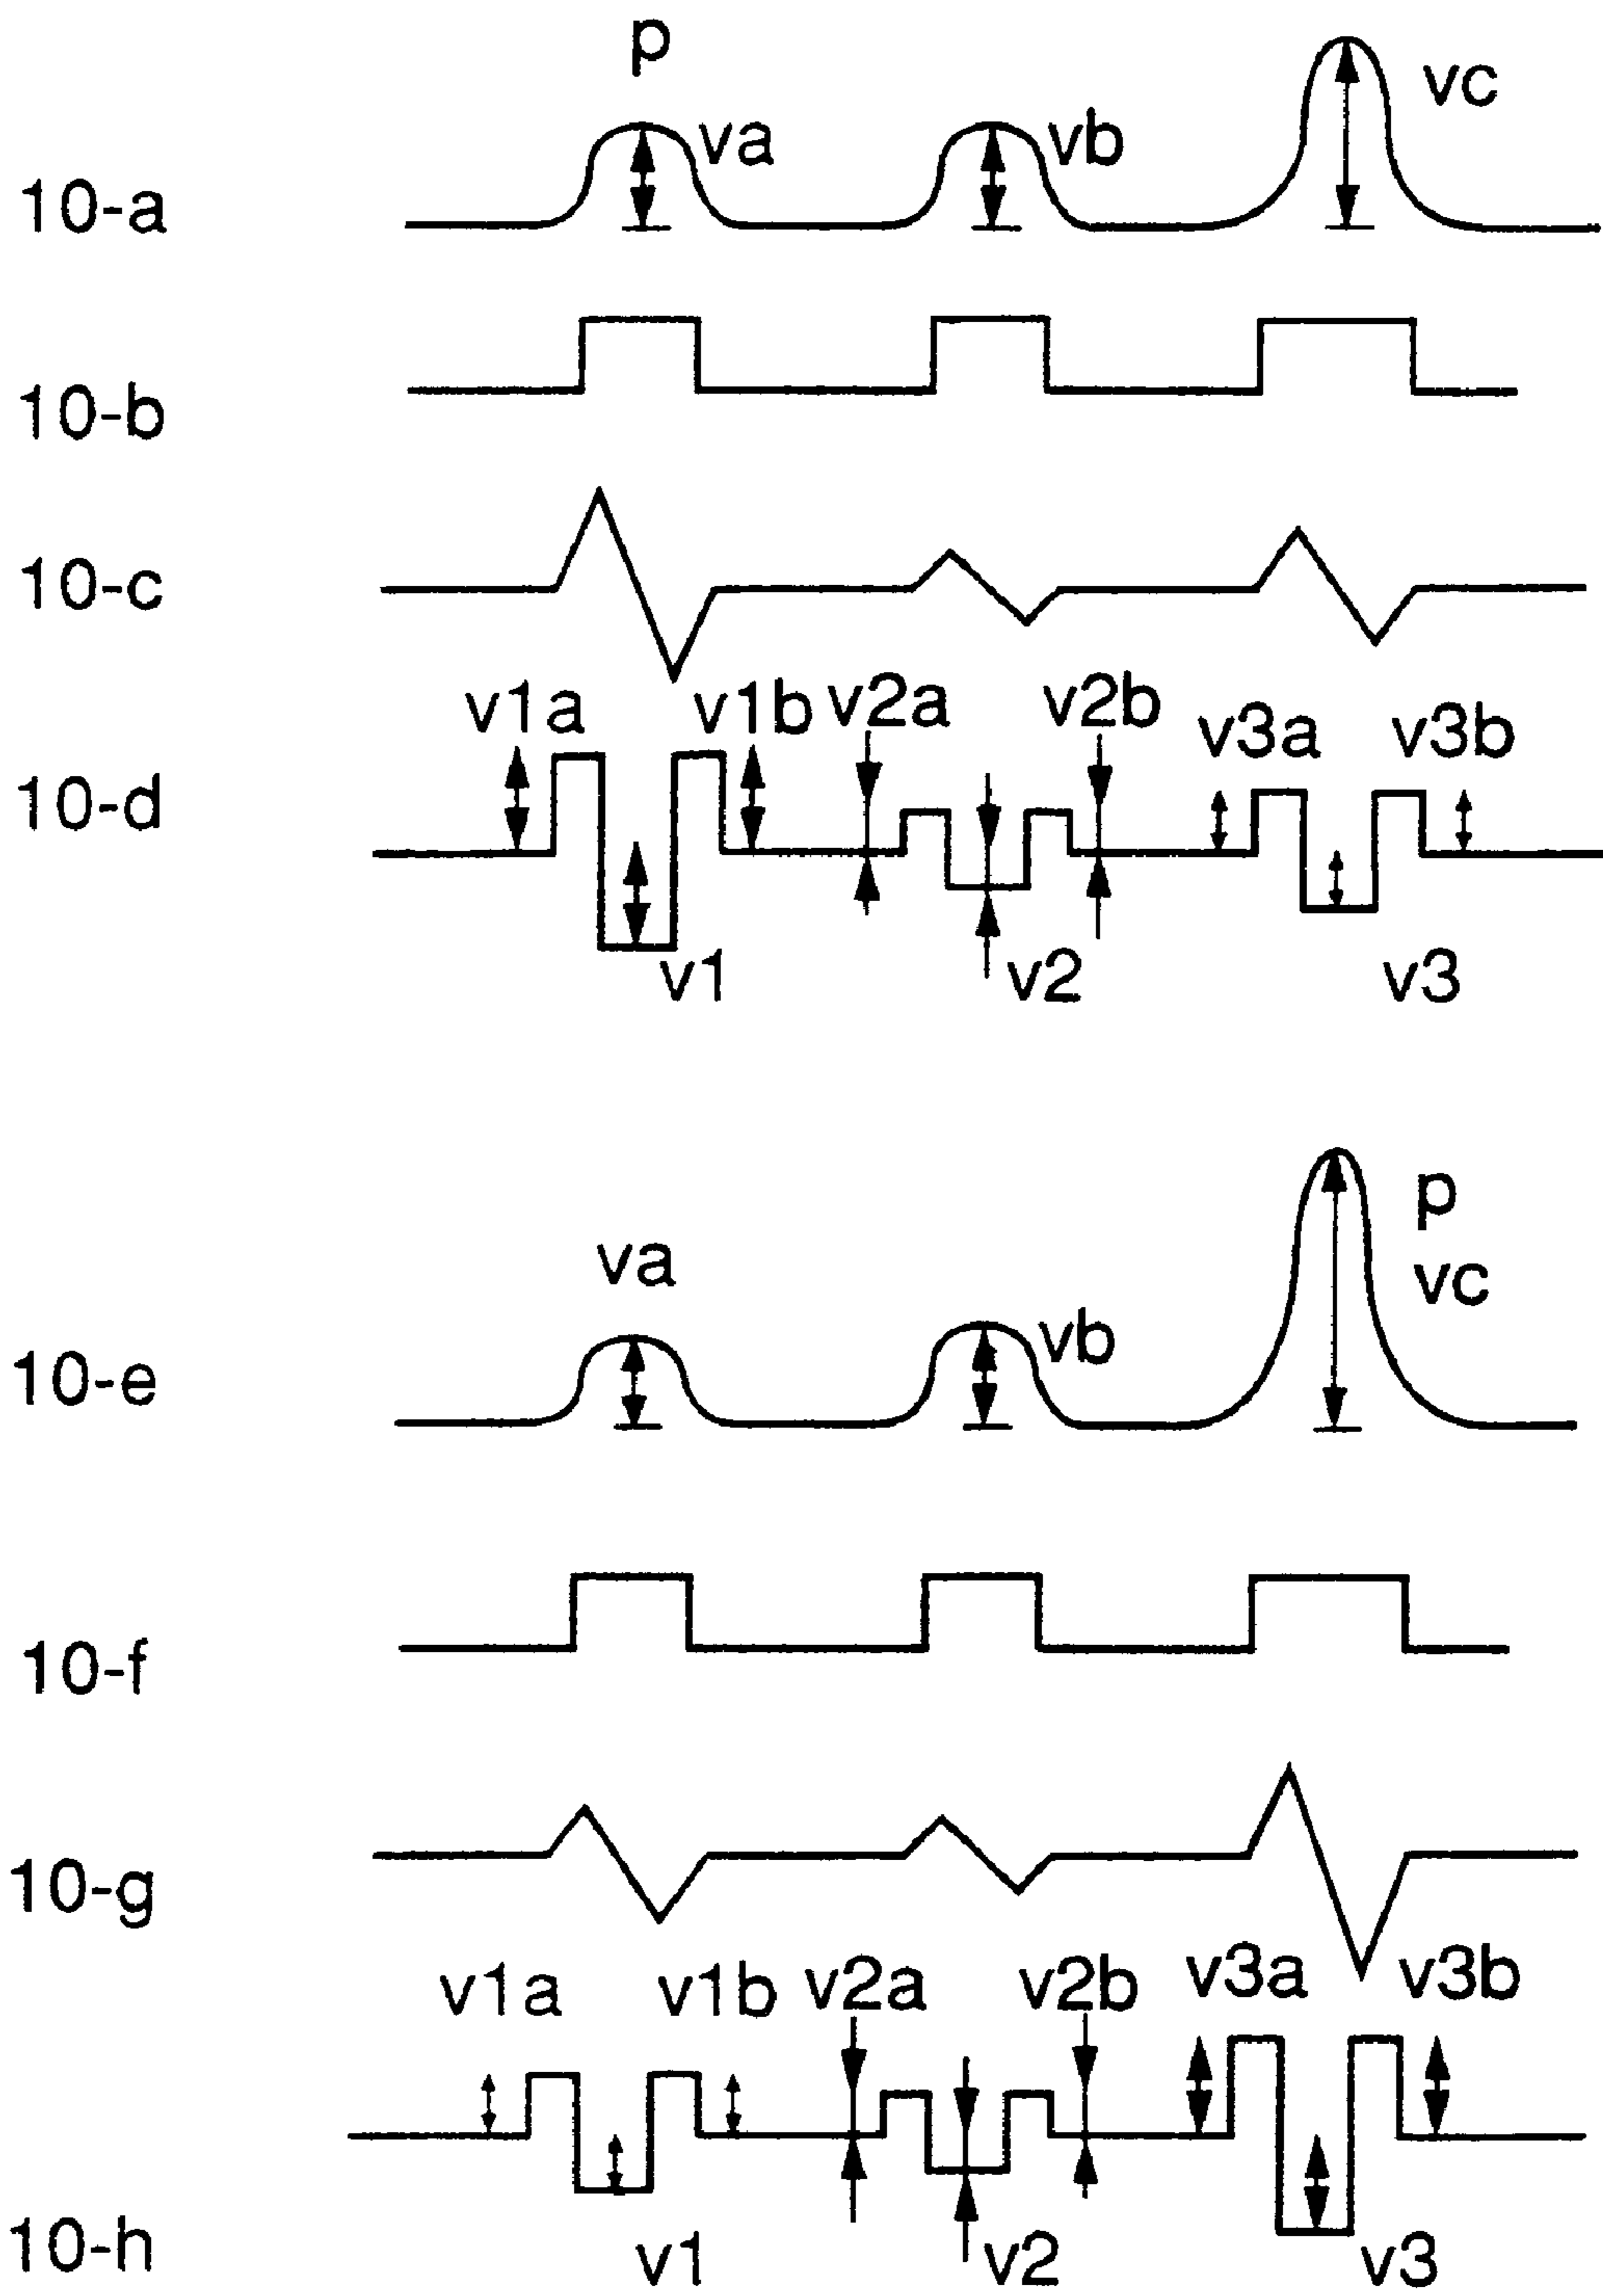 p
va vb vc
10-a
10-b
10-c
v1a v1b v2a v2b v3a v3b
10-d
v1 v2 v3
p
va vb vc
10-e
10-f
10-g
v1a v1b v2a v2b v3a v3b
10-h
v1 v2 v3